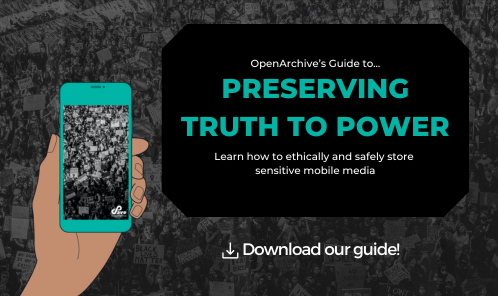 OpenArchive's Guide to...
PRESERVING
TRUTH TO POWER
Learn how to ethically and safely store
sensitive mobile media
Download our guide!